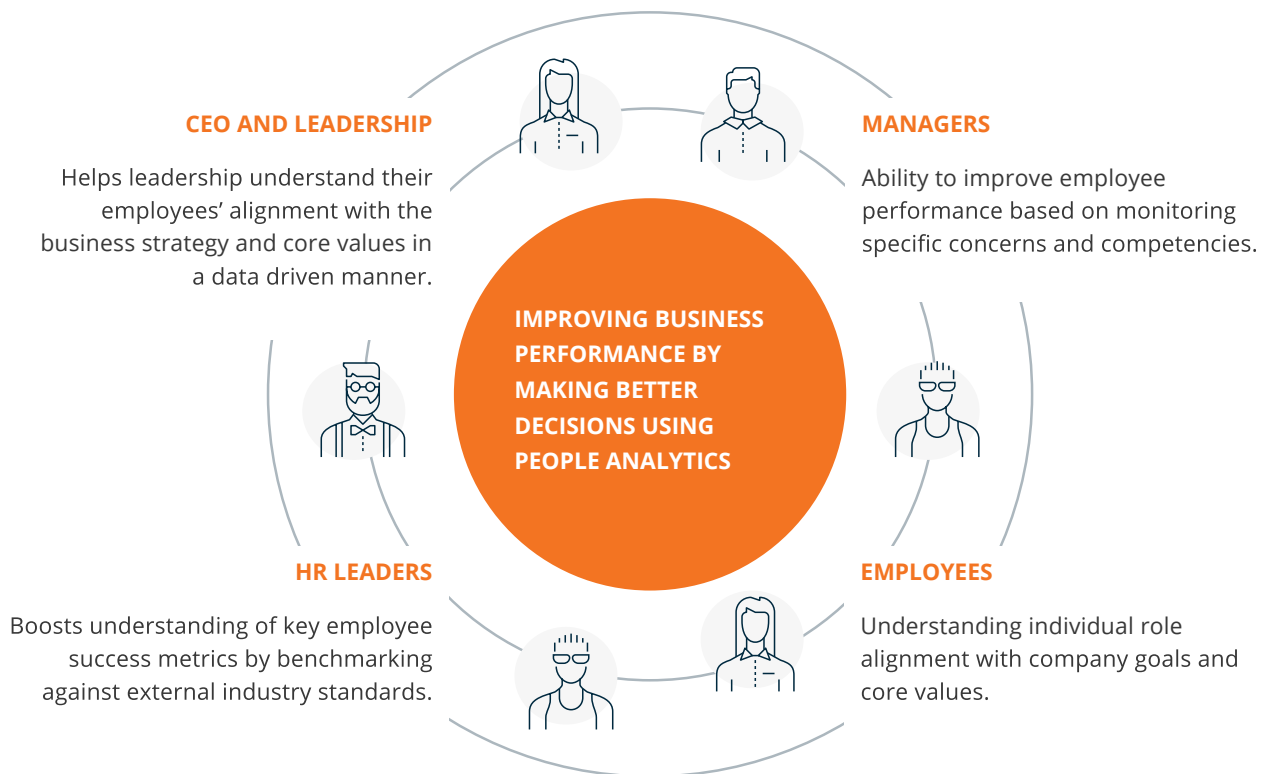 CEO AND LEADERSHIP
Helps leadership understand their
employees’ alignment with the
business strategy and core values in
a data driven manner.
MANAGERS
Ability to improve employee
performance based on monitoring
specific concerns and competencies.
IMPROVING BUSINESS
PERFORMANCE BY
MAKING BETTER
DECISIONS USING
PEOPLE ANALYTICS
HR LEADERS
Boosts understanding of key employee
success metrics by benchmarking
against external industry standards.
EMPLOYEES
Understanding individual role
alignment with company goals and
core values.